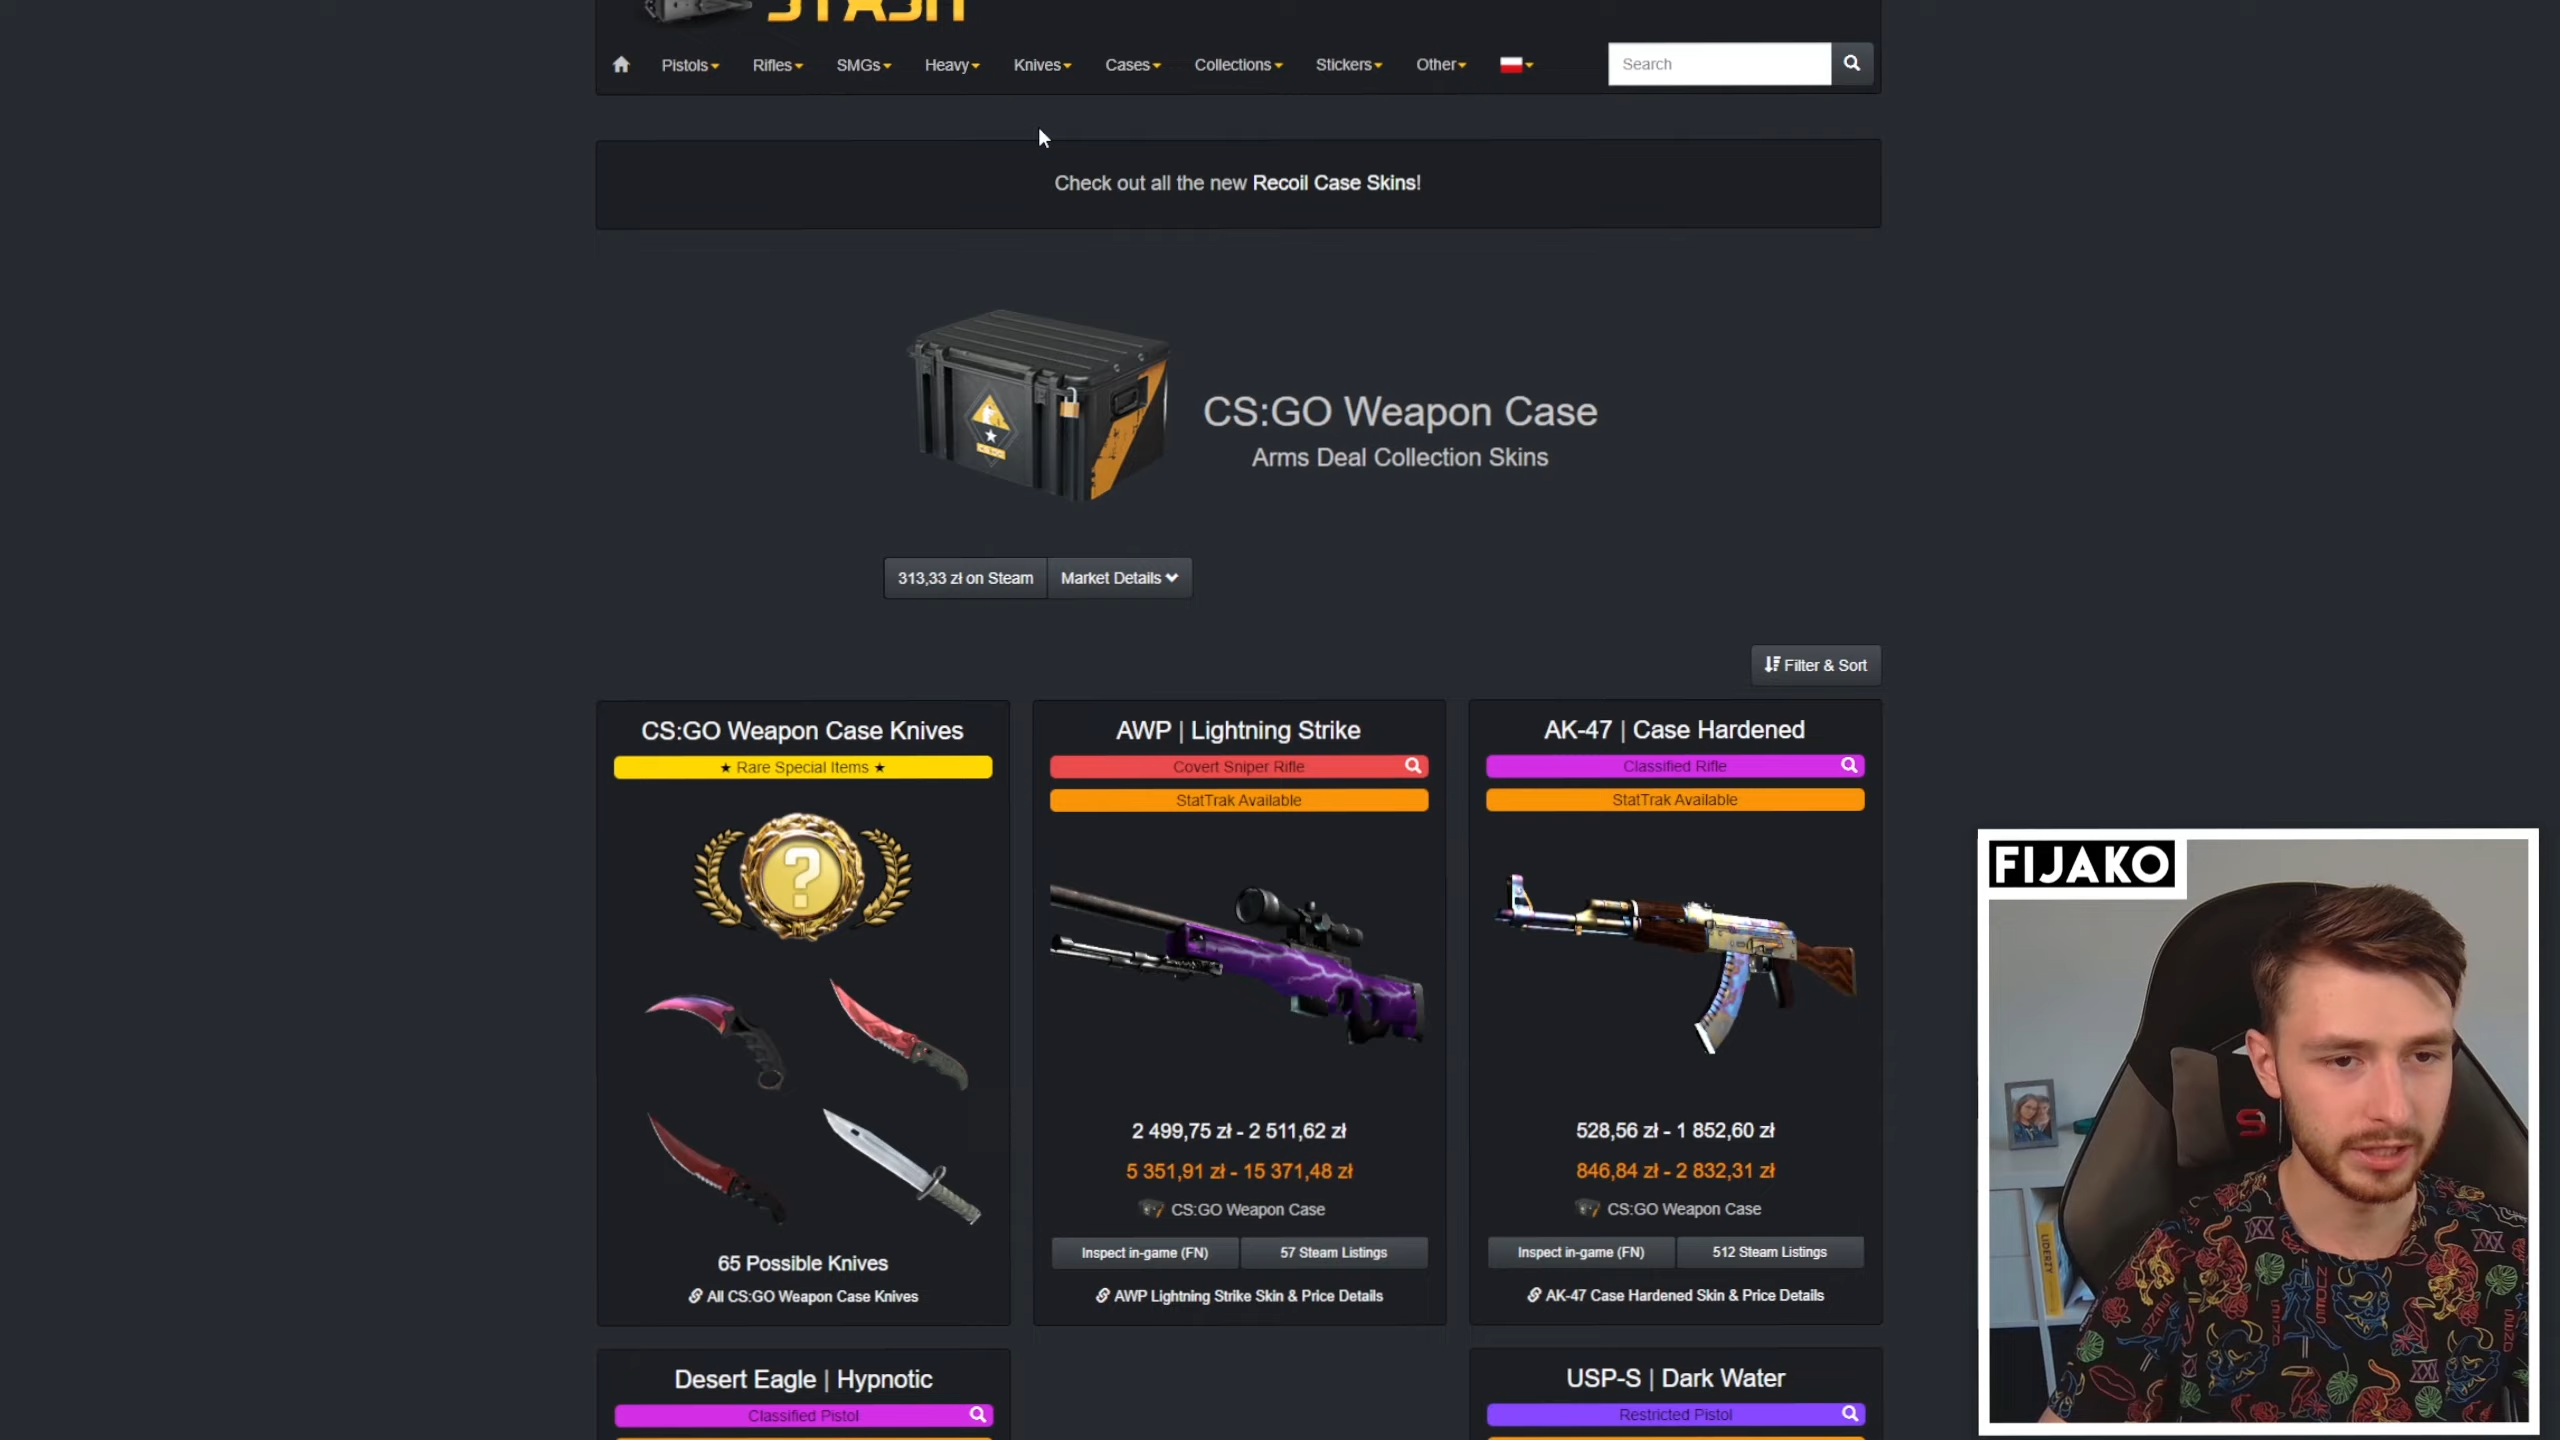 STASH
Pistols Rifles SMGs Heavy Knives Cases Collections Stickers Other Search
Check out all the new Recoil Case Skins!
CS:GO Weapon Case
Arms Deal Collection Skins
313,33 zł on Steam Market Details
Filter & Sort
CS:GO Weapon Case Knives
★ Rare Special Items ★
65 Possible Knives
All CS:GO Weapon Case Knives
AWP | Lightning Strike
Covert Sniper Rifle
StatTrak Available
2 499,75 zł - 2 511,62 zł
5 351,91 zł - 15 371,48 zł
CS:GO Weapon Case
Inspect in-game (FN) 57 Steam Listings
AWP Lightning Strike Skin & Price Details
AK-47 | Case Hardened
Classified Rifle
StatTrak Available
528,56 zł - 1 852,60 zł
846,84 zł - 2 832,31 zł
CS:GO Weapon Case
Inspect in-game (FN) 512 Steam Listings
AK-47 Case Hardened Skin & Price Details
Desert Eagle | Hypnotic
Classified Pistol
USP-S | Dark Water
Restricted Pistol
FIJAKO
LIDERZY